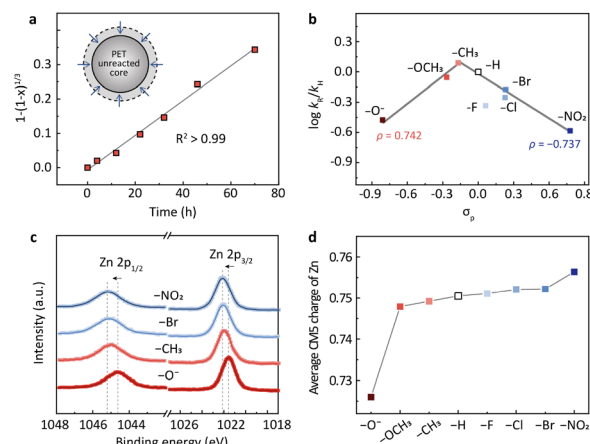 a
PET
unreacted
core
1-(1-x)1/3
0.3
0.2
0.1
0.0
R2 > 0.99
0 20 40 60 80
Time (h)
b
log kR/kH
0.6
0.3
0.0
-0.3
-0.6
-0.9
–CH₃
–OCH₃
–H
–Br
–F
–Cl
–O⁻
–NO₂
ρ = 0.742
ρ = −0.737
-0.9 -0.6 -0.3 0.0 0.3 0.6 0.9
σp
c
Zn 2p1/2
Zn 2p3/2
–NO₂
–Br
–CH₃
–O⁻
Intensity (a.u.)
1048 1046 1044 1026 1022 1018
Binding energy (eV)
d
Average CM5 charge of Zn
0.76
0.75
0.74
0.73
–O⁻ –OCH₃ –CH₃ –H –F –Cl –Br –NO₂